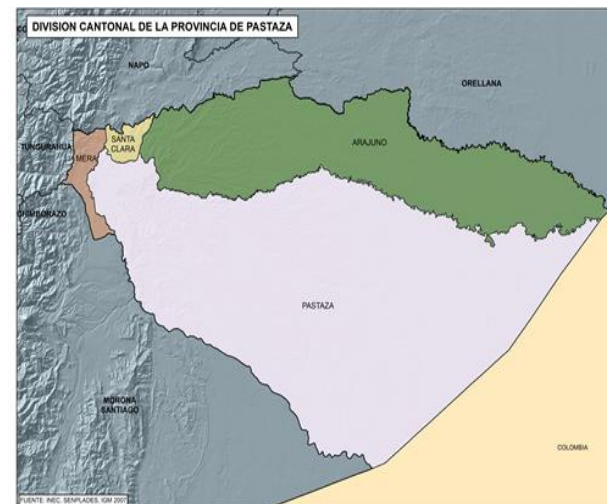 DIVISION CANTONAL DE LA PROVINCIA DE PASTAZA
NAPO
ORELLANA
TUNGURAHUA
MERA
SANTA
CLARA
ARAJUNO
CHIMBORAZO
PASTAZA
MORONA
SANTIAGO
COLOMBIA
FUENTE: INEC, SENPLADES, IGM 2007